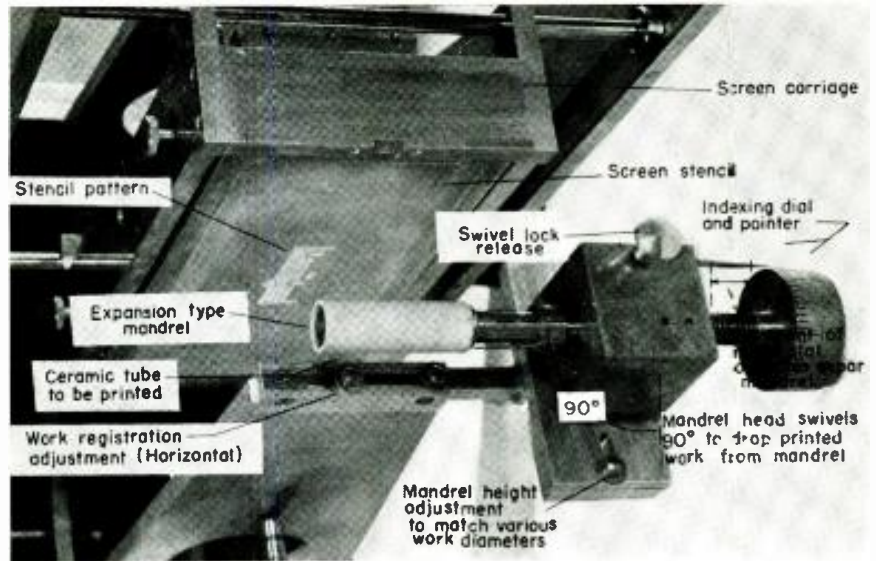 Screen carriage
Screen stencil
Stencil pattern
Indexing dial
and pointer
Swivel lock
release
Expansion type
mandrel
Ceramic tube
to be printed
90°
Mandrel head swivels
90° to drop printed
work from mandrel
Work registration
adjustment (Horizontal)
Mandrel height
adjustment
to match various
work diameters